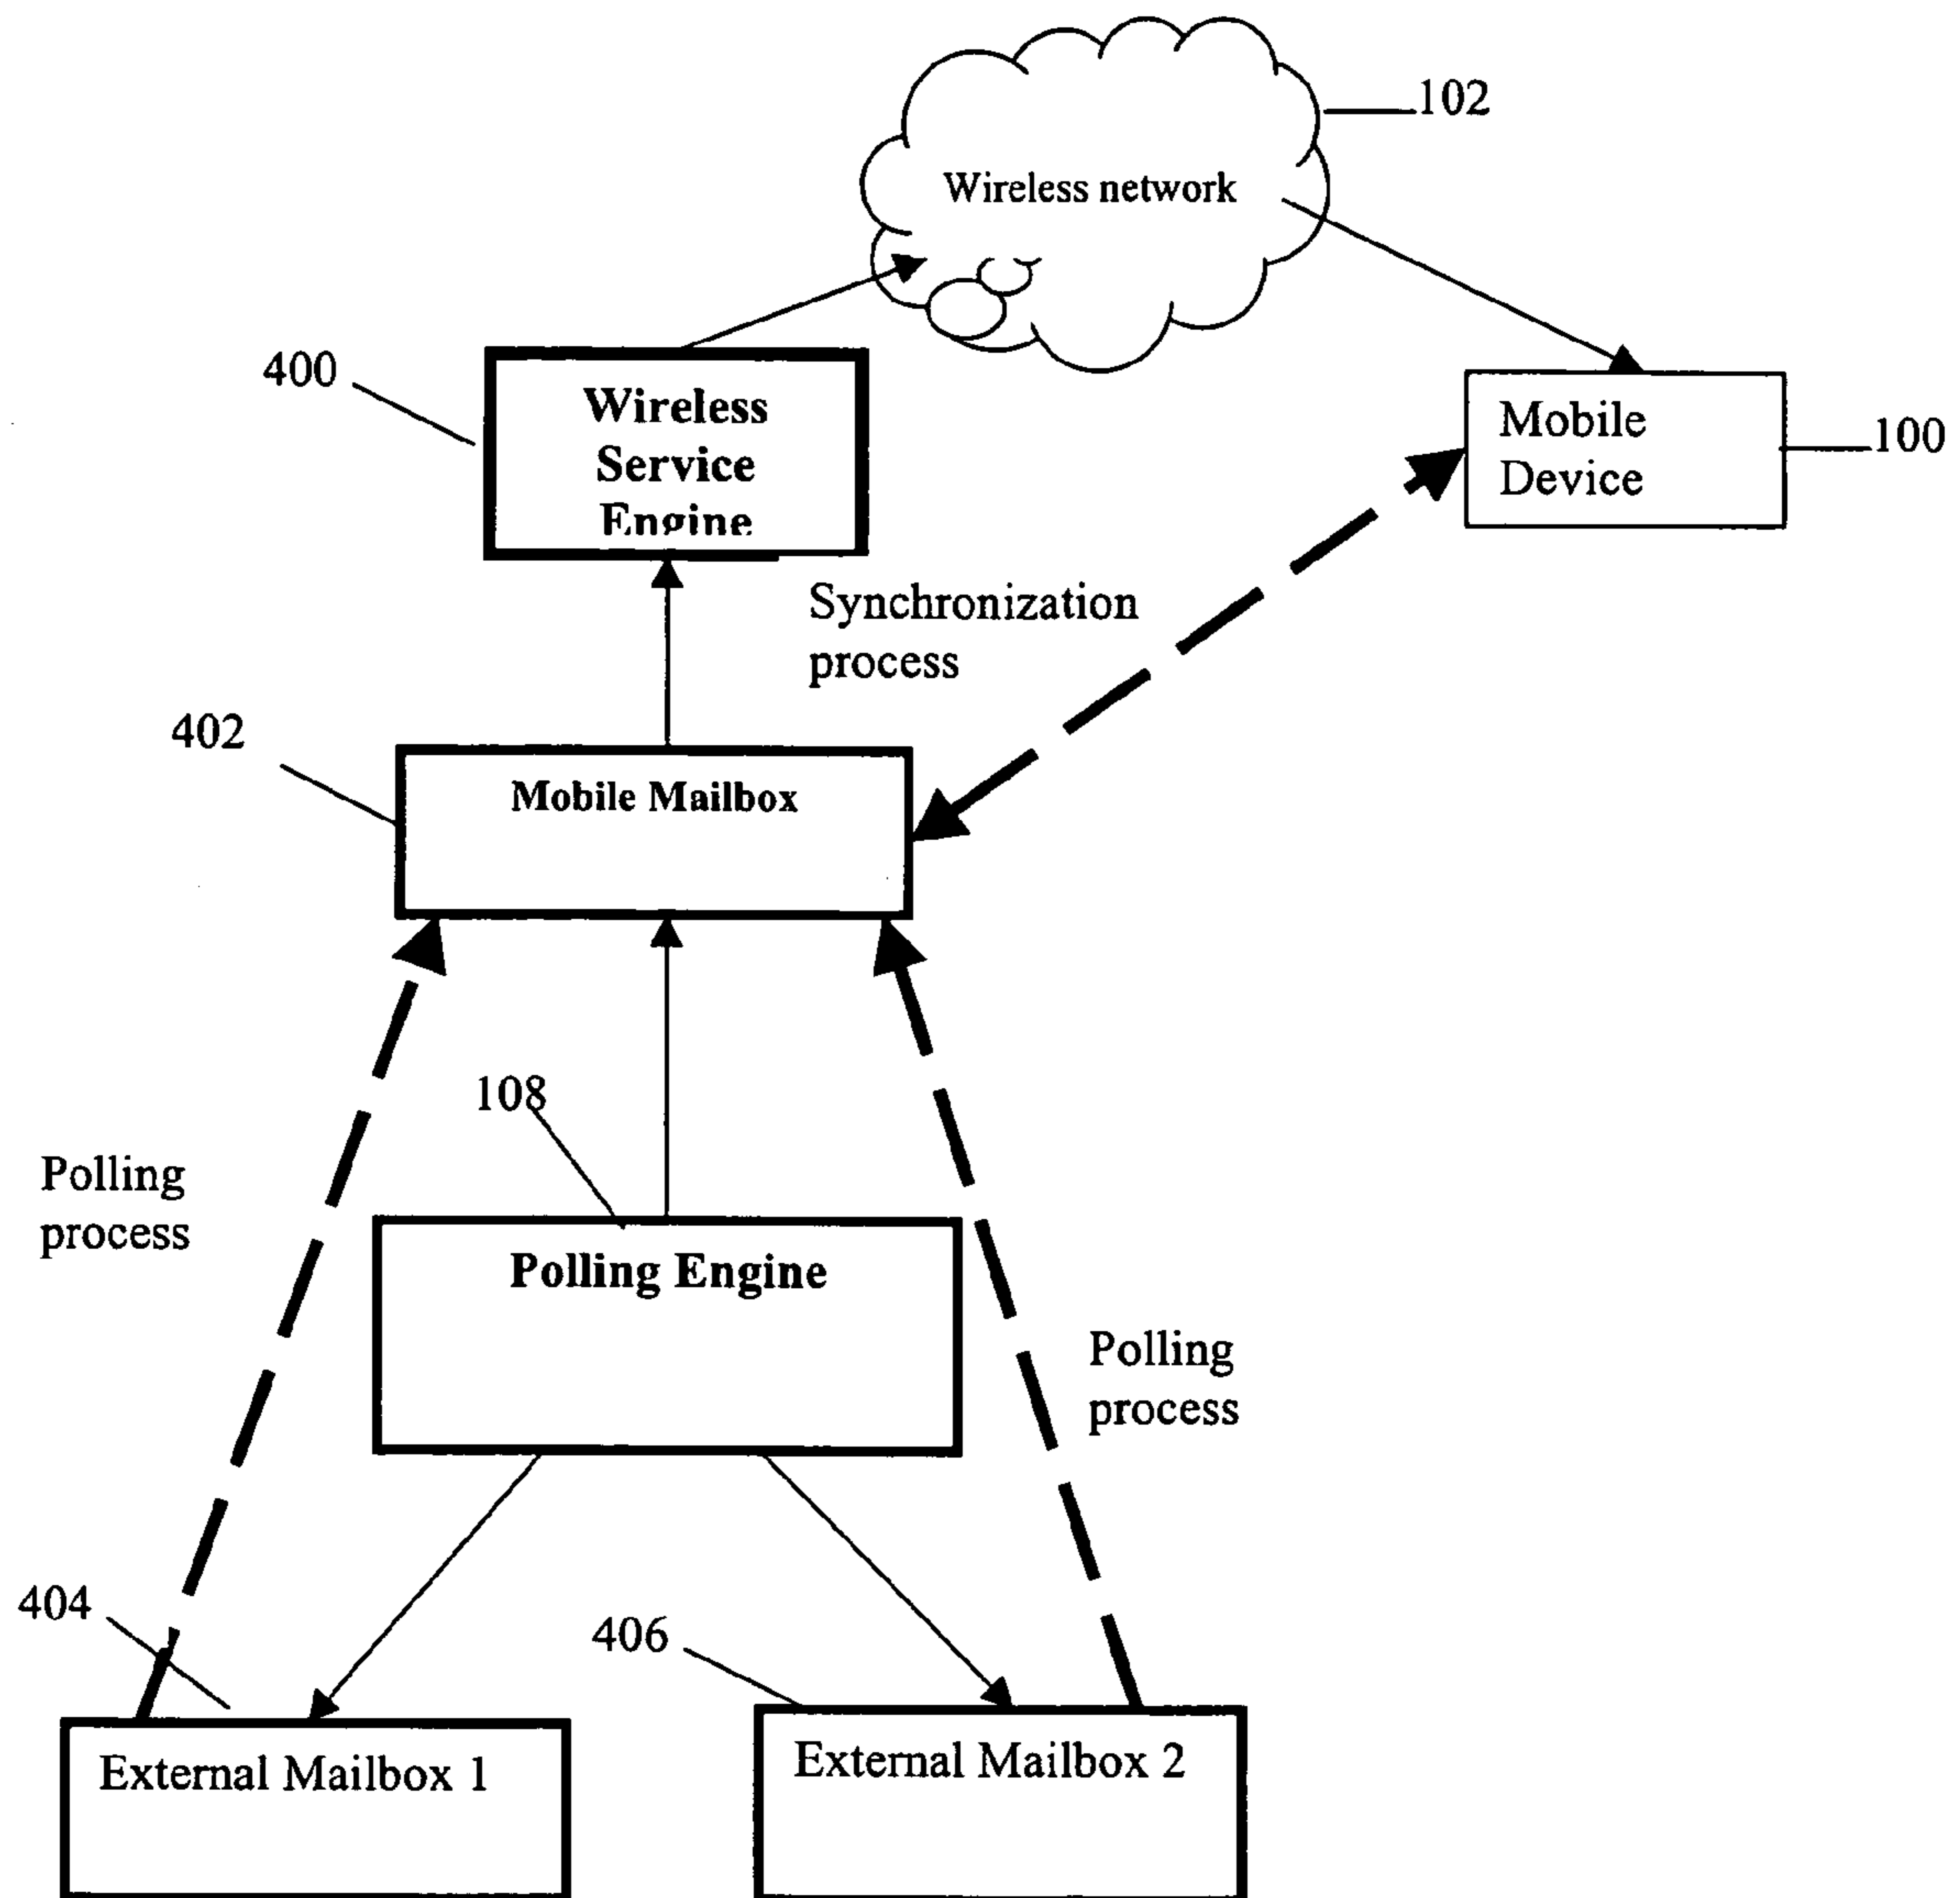 102
Wireless network
400
Wireless
Service
Engine
Mobile
Device
100
Synchronization
process
402
Mobile Mailbox
108
Polling
process
Polling Engine
Polling
process
404
406
External Mailbox 1
External Mailbox 2